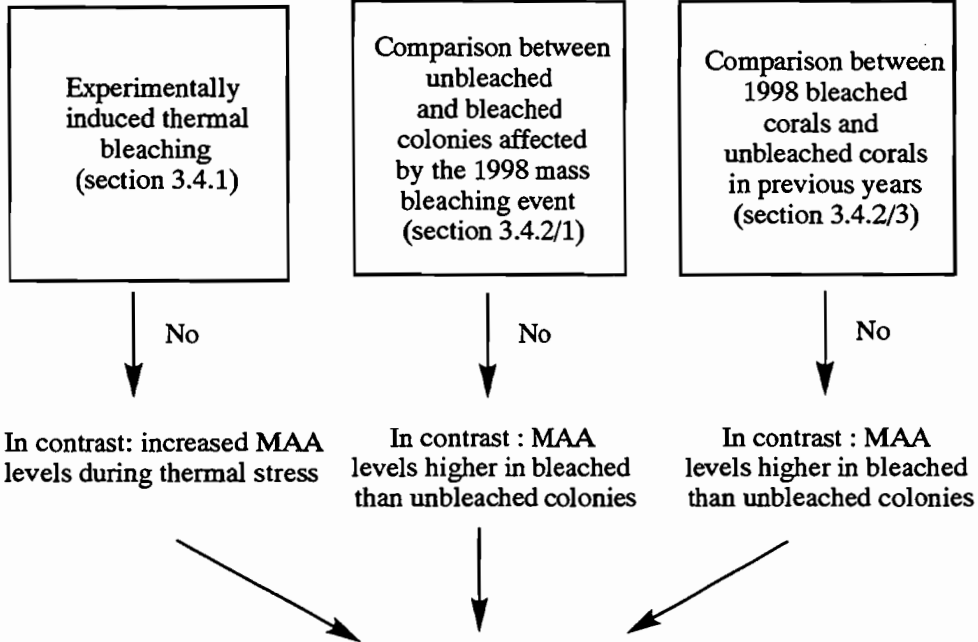 Experimentally
induced thermal
bleaching
(section 3.4.1)
Comparison between
unbleached
and bleached
colonies affected
by the 1998 mass
bleaching event
(section 3.4.2/1)
Comparison between
1998 bleached
corals and
unbleached corals
in previous years
(section 3.4.2/3)
No
No
No
In contrast: increased MAA
levels during thermal stress
In contrast : MAA
levels higher in bleached
than unbleached colonies
In contrast : MAA
levels higher in bleached
than unbleached colonies